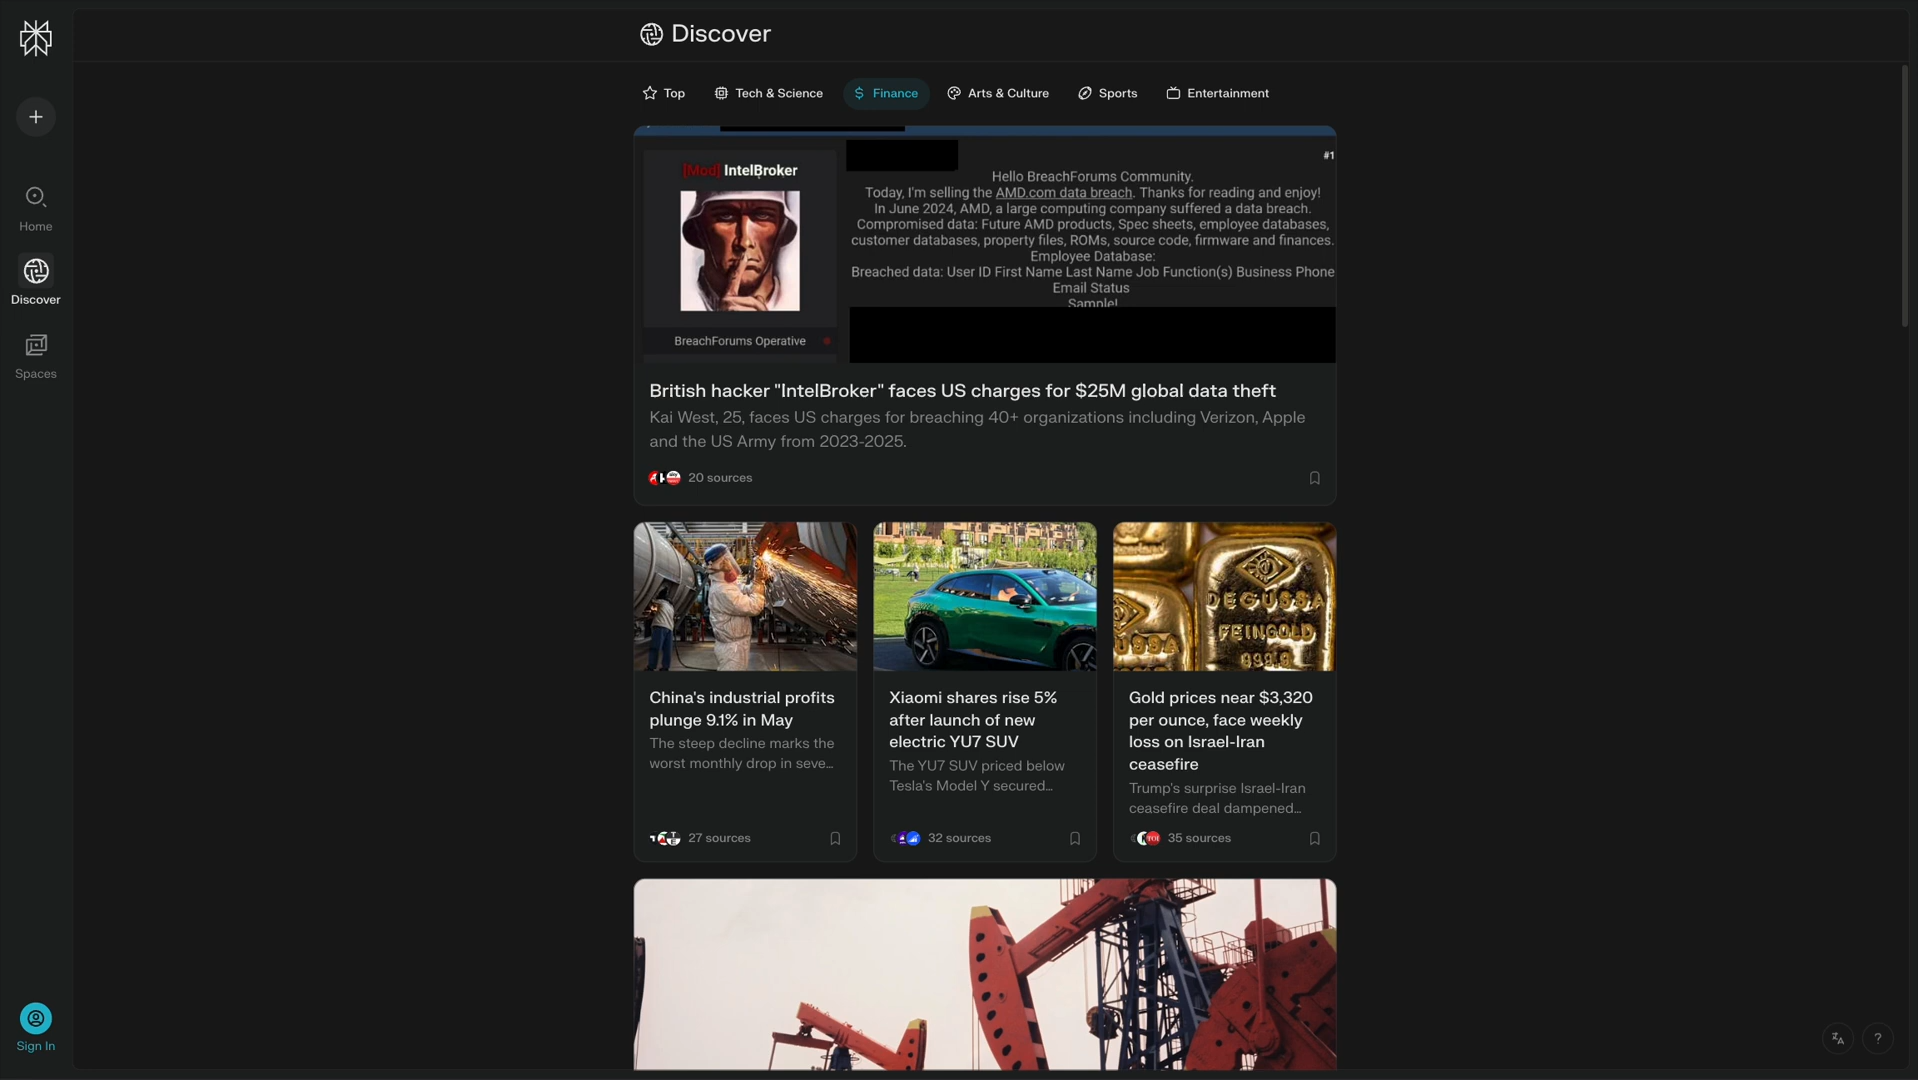 Discover
Top
Tech & Science
Finance
Arts & Culture
Sports
Entertainment
Home
Discover
Spaces
[Mod] IntelBroker
BreachForums Operative
#1
Hello BreachForums Community.
Today, I'm selling the AMD.com data breach. Thanks for reading and enjoy!
In June 2024, AMD, a large computing company suffered a data breach.
Compromised data: Future AMD products, Spec sheets, employee databases,
customer databases, property files, ROMs, source code, firmware and finances.
Employee Database:
Breached data: User ID First Name Last Name Job Function(s) Business Phone
Email Status
Sample!
British hacker "IntelBroker" faces US charges for $25M global data theft
Kai West, 25, faces US charges for breaching 40+ organizations including Verizon, Apple
and the US Army from 2023-2025.
20 sources
China's industrial profits
plunge 9.1% in May
The steep decline marks the
worst monthly drop in seve...
27 sources
Xiaomi shares rise 5%
after launch of new
electric YU7 SUV
The YU7 SUV priced below
Tesla's Model Y secured...
32 sources
DEGUSSA
FEINGOLD
999,9
USSA
Gold prices near $3,320
per ounce, face weekly
loss on Israel-Iran
ceasefire
Trump's surprise Israel-Iran
ceasefire deal dampened...
35 sources
Sign In
?